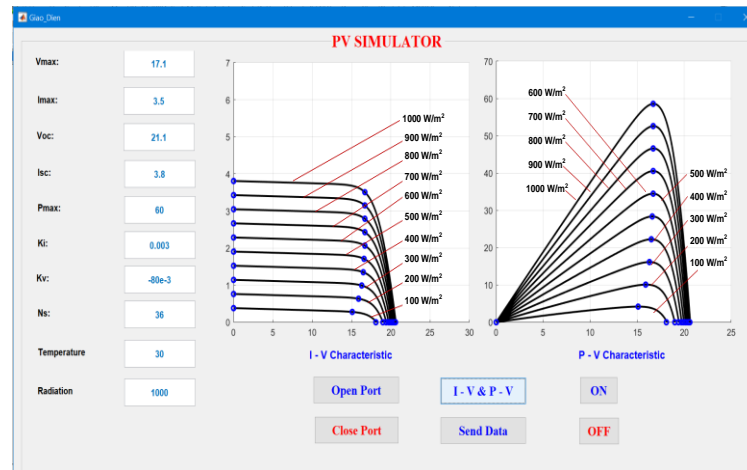 Giao_Dien
PV SIMULATOR
Vmax: 17.1
Imax: 3.5
Voc: 21.1
Isc: 3.8
Pmax: 60
Ki: 0.003
Kv: -80e-3
Ns: 36
Temperature 30
Radiation 1000
7
6
5
4
3
2
1
0
0 5 10 15 20 25 30
1000 W/m²
900 W/m²
800 W/m²
700 W/m²
600 W/m²
500 W/m²
400 W/m²
300 W/m²
200 W/m²
100 W/m²
I - V Characteristic
70
60
50
40
30
20
10
0
0 5 10 15 20 25
600 W/m²
700 W/m²
800 W/m²
900 W/m²
1000 W/m²
500 W/m²
400 W/m²
300 W/m²
200 W/m²
100 W/m²
P - V Characteristic
Open Port I - V & P - V ON
Close Port Send Data OFF